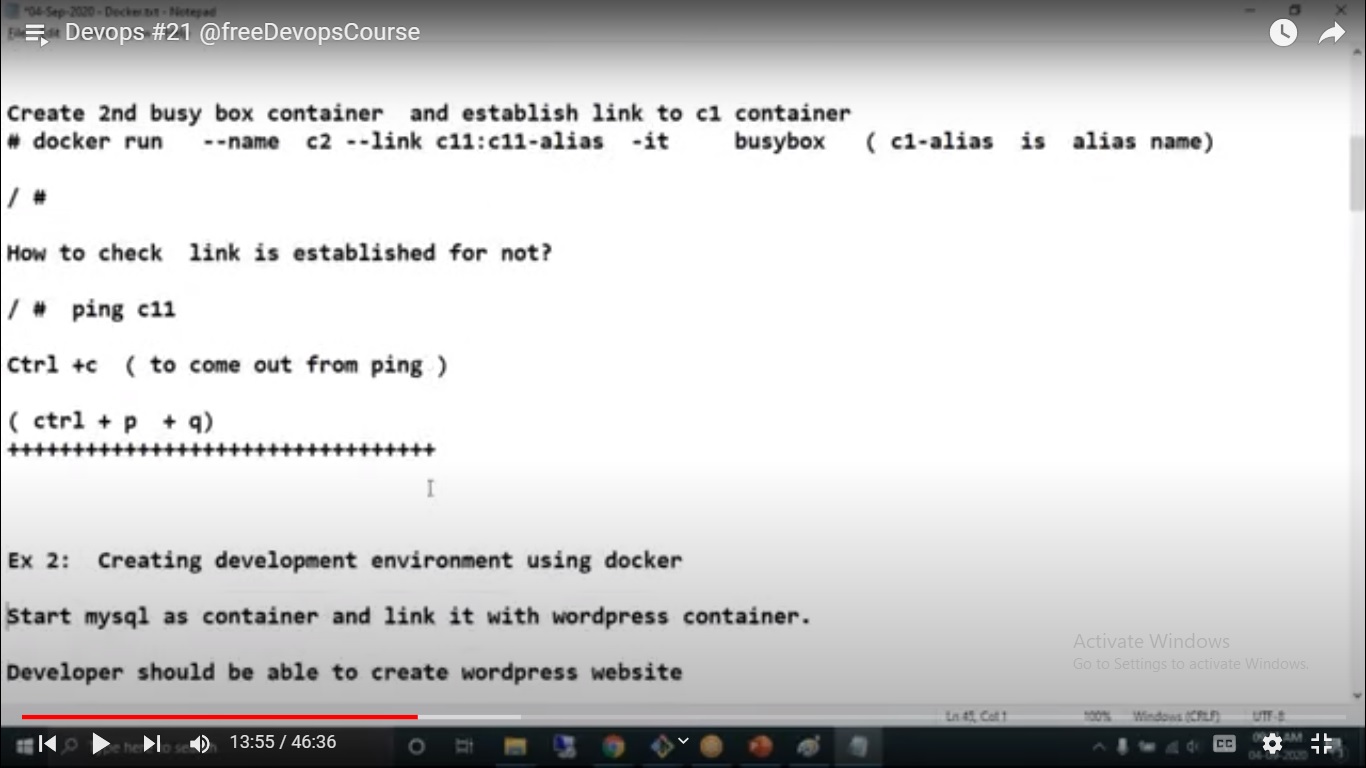 *04-Sep-2020 - Docker.txt - Notepad
Devops #21 @freeDevopsCourse
Create 2nd busy box container and establish link to c1 container
# docker run --name c2 --link c11:c11-alias -it busybox ( c1-alias is alias name)
/ #
How to check link is established for not?
/ # ping c11
Ctrl +c ( to come out from ping )
( ctrl + p + q)
+++++++++++++++++++++++++++++++++
Ex 2: Creating development environment using docker
Start mysql as container and link it with wordpress container.
Developer should be able to create wordpress website
Activate Windows
Go to Settings to activate Windows.
Ln 45, Col 1 100% Windows (CRLF) UTF-8
13:55 / 46:36
CC
04-09-2020